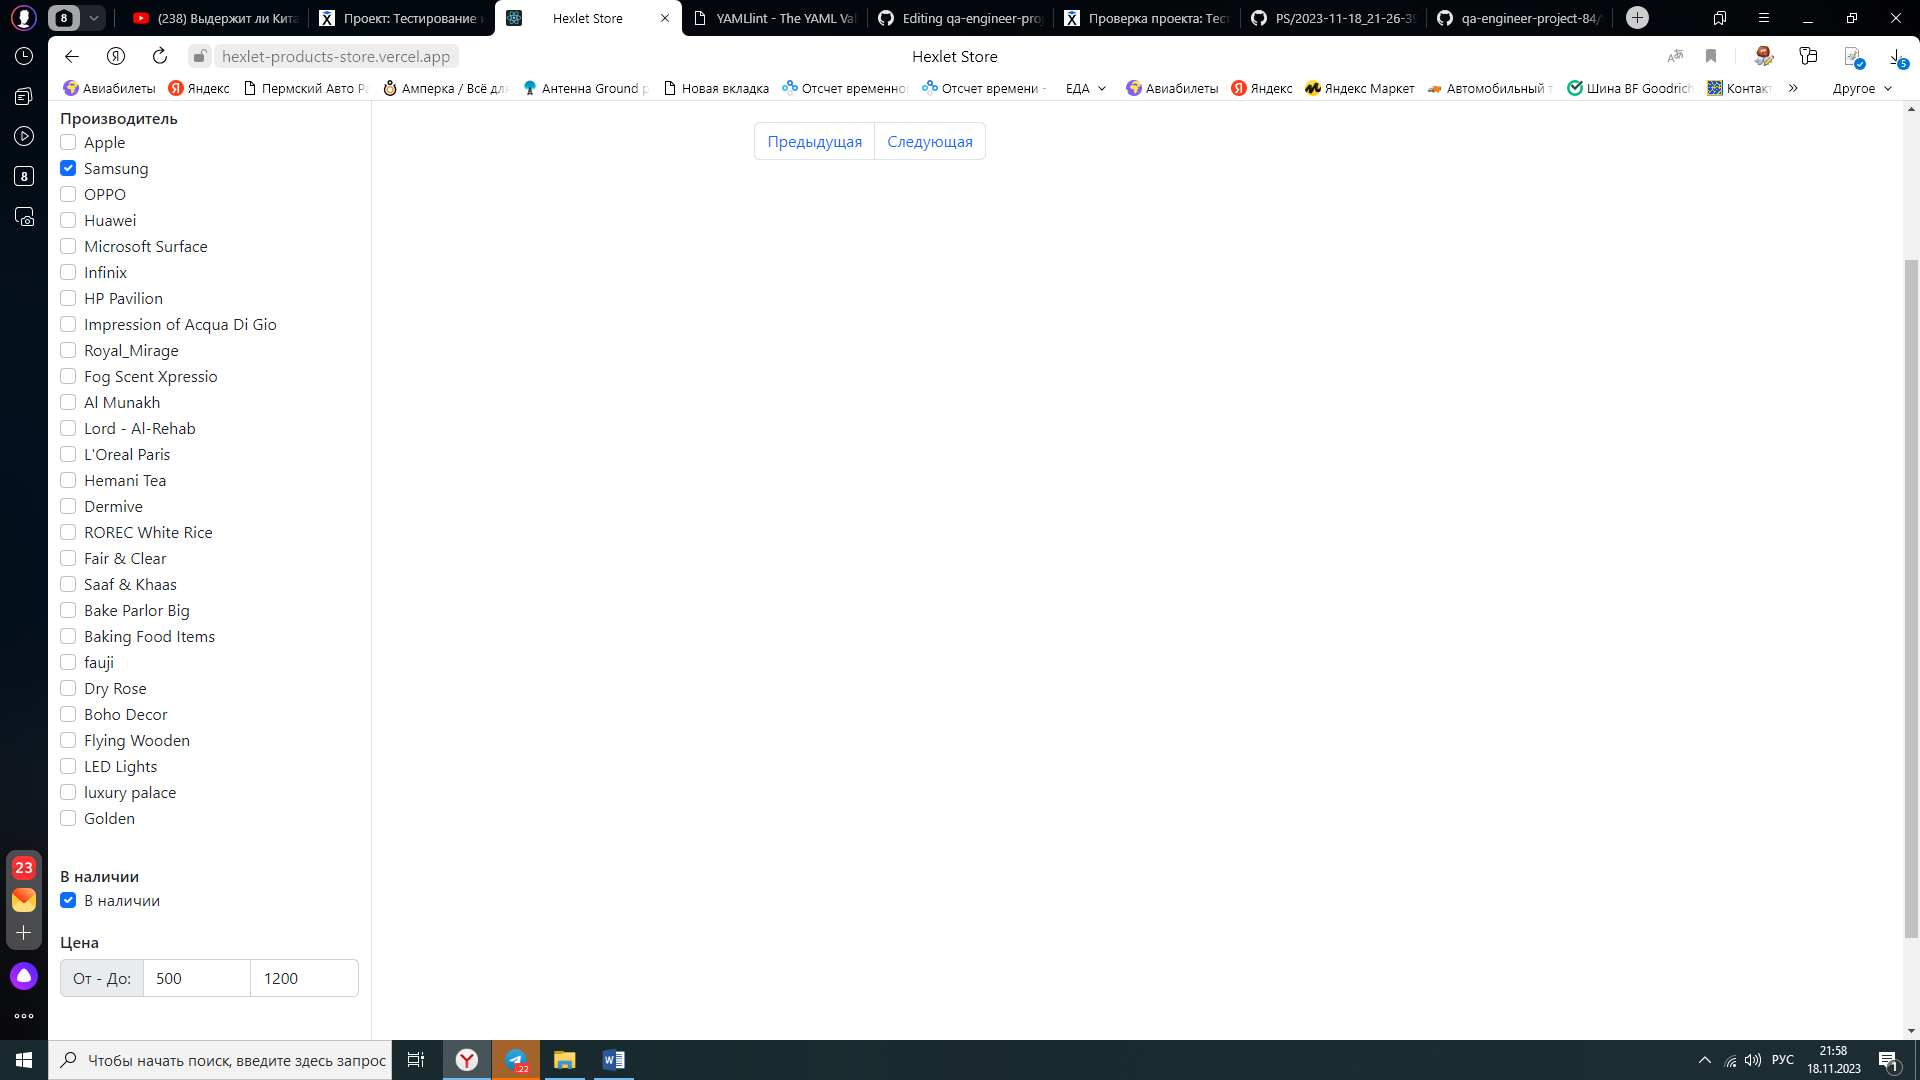 8
(238) Выдержит ли Кита
Проект: Тестирование и
Hexlet Store
YAMLlint - The YAML Val
Editing qa-engineer-proj
Проверка проекта: Тест
PS/2023-11-18_21-26-39
qa-engineer-project-84/
hexlet-products-store.vercel.app
Hexlet Store
5
Авиабилеты
Яндекс
Пермский Авто Ра
Амперка / Всё для
Антенна Ground p
Новая вкладка
Отсчет временно
Отсчет времени -
ЕДА
Авиабилеты
Яндекс
Яндекс Маркет
Автомобильный т
Шина BF Goodrich
Контакт
Другое
8
Производитель
Apple
Samsung
OPPO
Huawei
Microsoft Surface
Infinix
HP Pavilion
Impression of Acqua Di Gio
Royal_Mirage
Fog Scent Xpressio
Al Munakh
Lord - Al-Rehab
L'Oreal Paris
Hemani Tea
Dermive
ROREC White Rice
Fair & Clear
Saaf & Khaas
Bake Parlor Big
Baking Food Items
fauji
Dry Rose
Boho Decor
Flying Wooden
LED Lights
luxury palace
Golden
В наличии
В наличии
Цена
От - До:
500
1200
Предыдущая
Следующая
23
Чтобы начать поиск, введите здесь запрос
22
РУС
21:58
18.11.2023
1